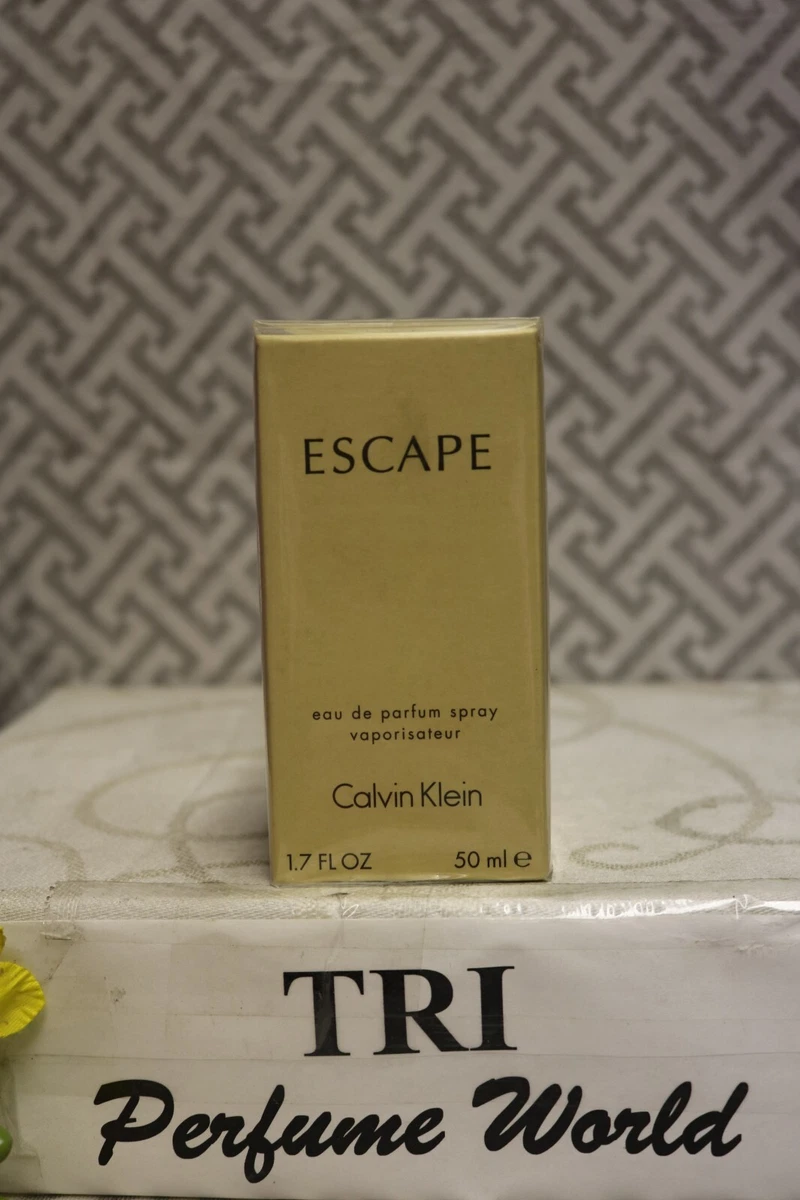 ESCAPE
eau de parfum spray
vaporisateur
Calvin Klein
1.7 FL OZ 50 ml ℮
TRI
Perfume World